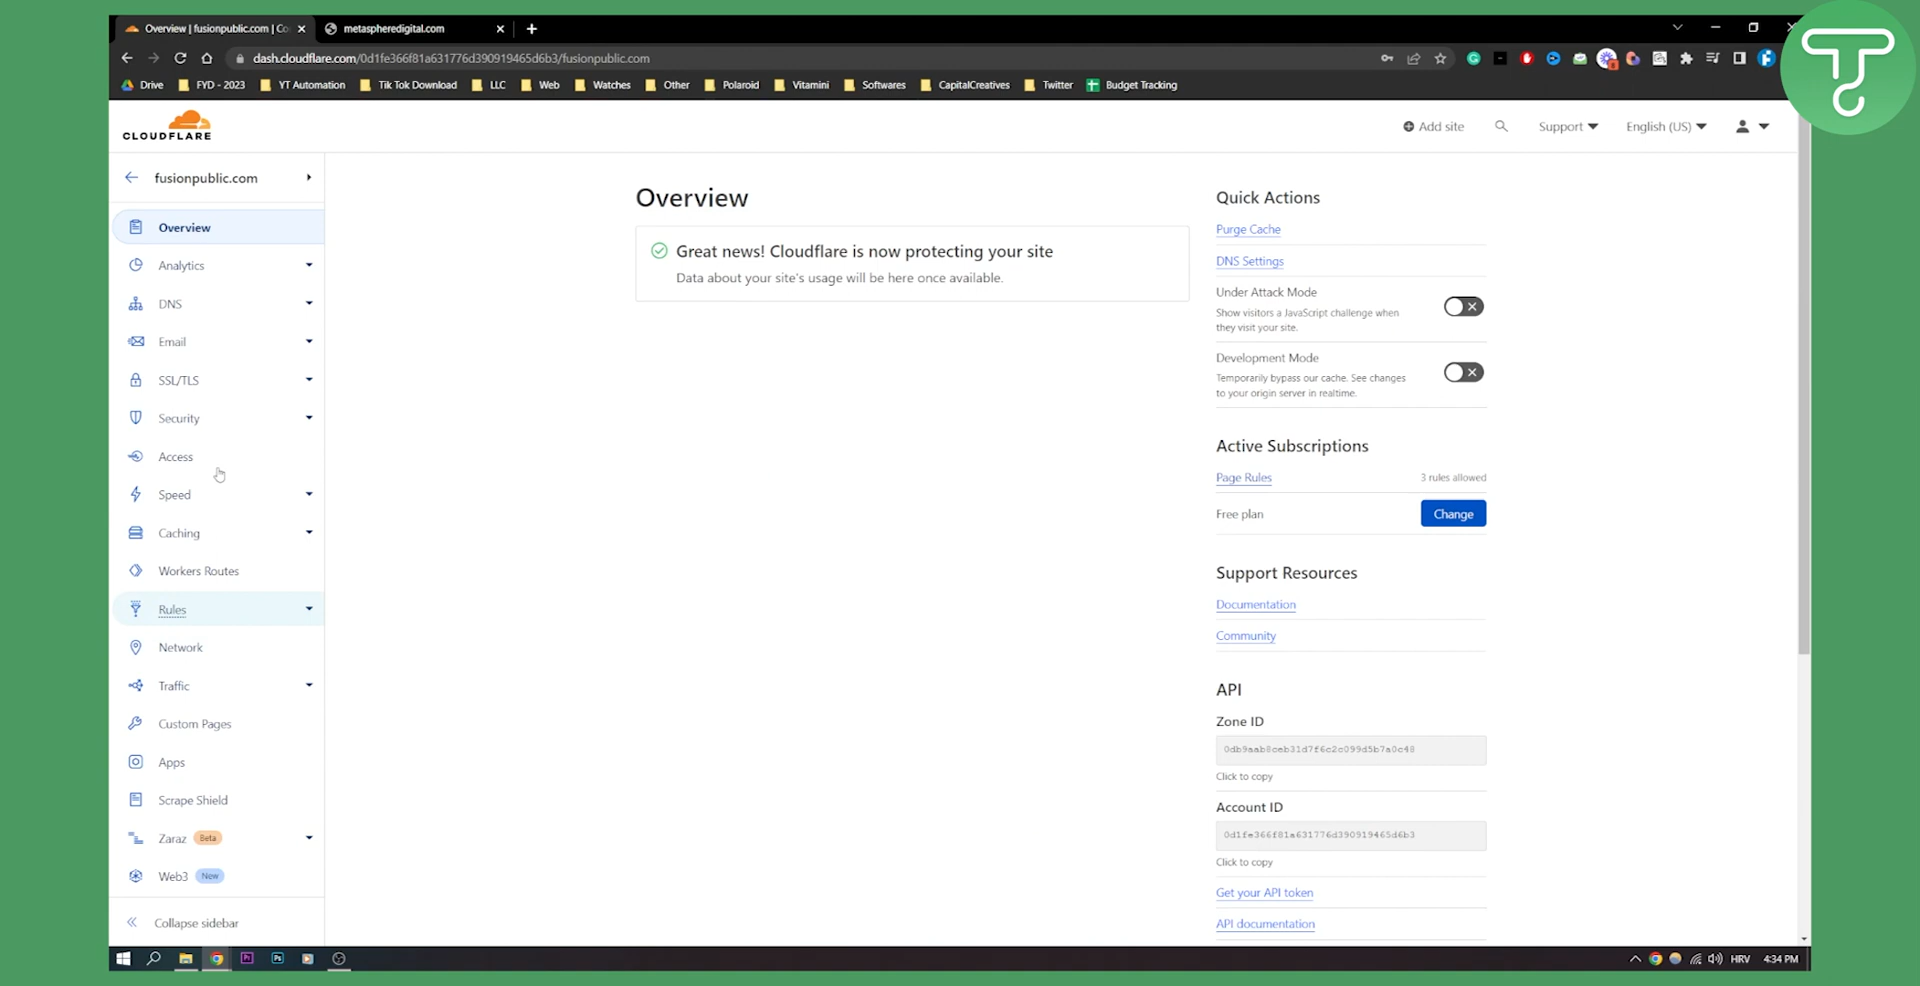 Overview | fusionpublic.com | Co
metaspheredigital.com
dash.cloudflare.com/0d1fe366f81a631776d390919465d6b3/fusionpublic.com
Drive FYD - 2023 YT Automation Tik Tok Download LLC Web Watches Other Polaroid Vitamini Softwares CapitalCreatives Twitter Budget Tracking
CLOUDFLARE
Add site
Support
English (US)
fusionpublic.com
Overview
Analytics
DNS
Email
SSL/TLS
Security
Access
Speed
Caching
Workers Routes
Rules
Network
Traffic
Custom Pages
Apps
Scrape Shield
Zaraz Beta
Web3 New
Collapse sidebar
Overview
Great news! Cloudflare is now protecting your site
Data about your site's usage will be here once available.
Quick Actions
Purge Cache
DNS Settings
Under Attack Mode
Show visitors a JavaScript challenge when
they visit your site.
Development Mode
Temporarily bypass our cache. See changes
to your origin server in realtime.
Active Subscriptions
Page Rules 3 rules allowed
Free plan Change
Support Resources
Documentation
Community
API
Zone ID
0db9aab8ceb31d7f6c2c099d5b7a0c48
Click to copy
Account ID
0d1fe366f81a631776d390919465d6b3
Click to copy
Get your API token
API documentation
Pr
Ps
HRV
4:34 PM